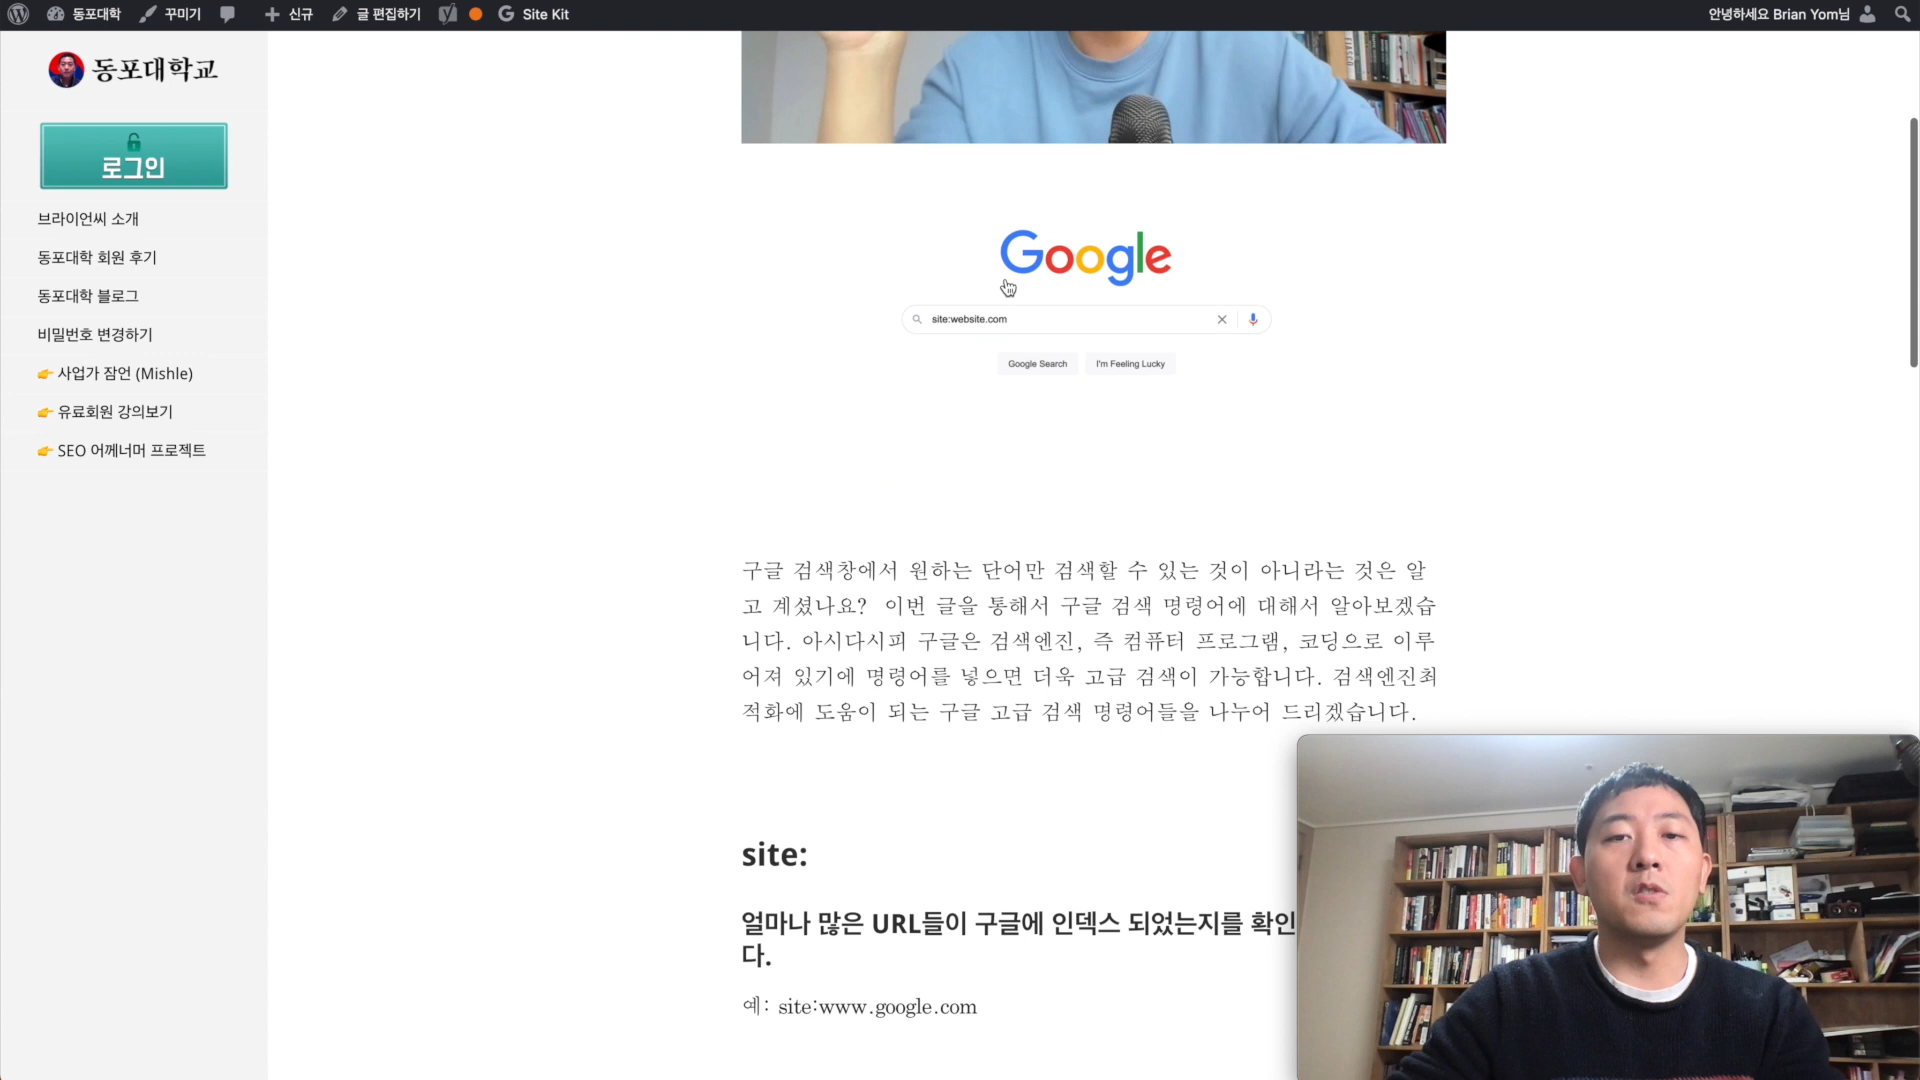 동포대학
꾸미기
신규
글 편집하기
Site Kit
안녕하세요 Brian Yom님
동포대학교
로그인
브라이언씨 소개
동포대학 회원 후기
동포대학 블로그
비밀번호 변경하기
사업가 잠언 (Mishle)
유료회원 강의보기
SEO 어께너머 프로젝트
Google
site:website.com
Google Search
I'm Feeling Lucky
구글 검색창에서 원하는 단어만 검색할 수 있는 것이 아니라는 것은 알
고 계셨나요? 이번 글을 통해서 구글 검색 명령어에 대해서 알아보겠습
니다. 아시다시피 구글은 검색엔진, 즉 컴퓨터 프로그램, 코딩으로 이루
어져 있기에 명령어를 넣으면 더욱 고급 검색이 가능합니다. 검색엔진최
적화에 도움이 되는 구글 고급 검색 명령어들을 나누어 드리겠습니다.
site:
얼마나 많은 URL들이 구글에 인덱스 되었는지를 확인
다.
예: site:www.google.com